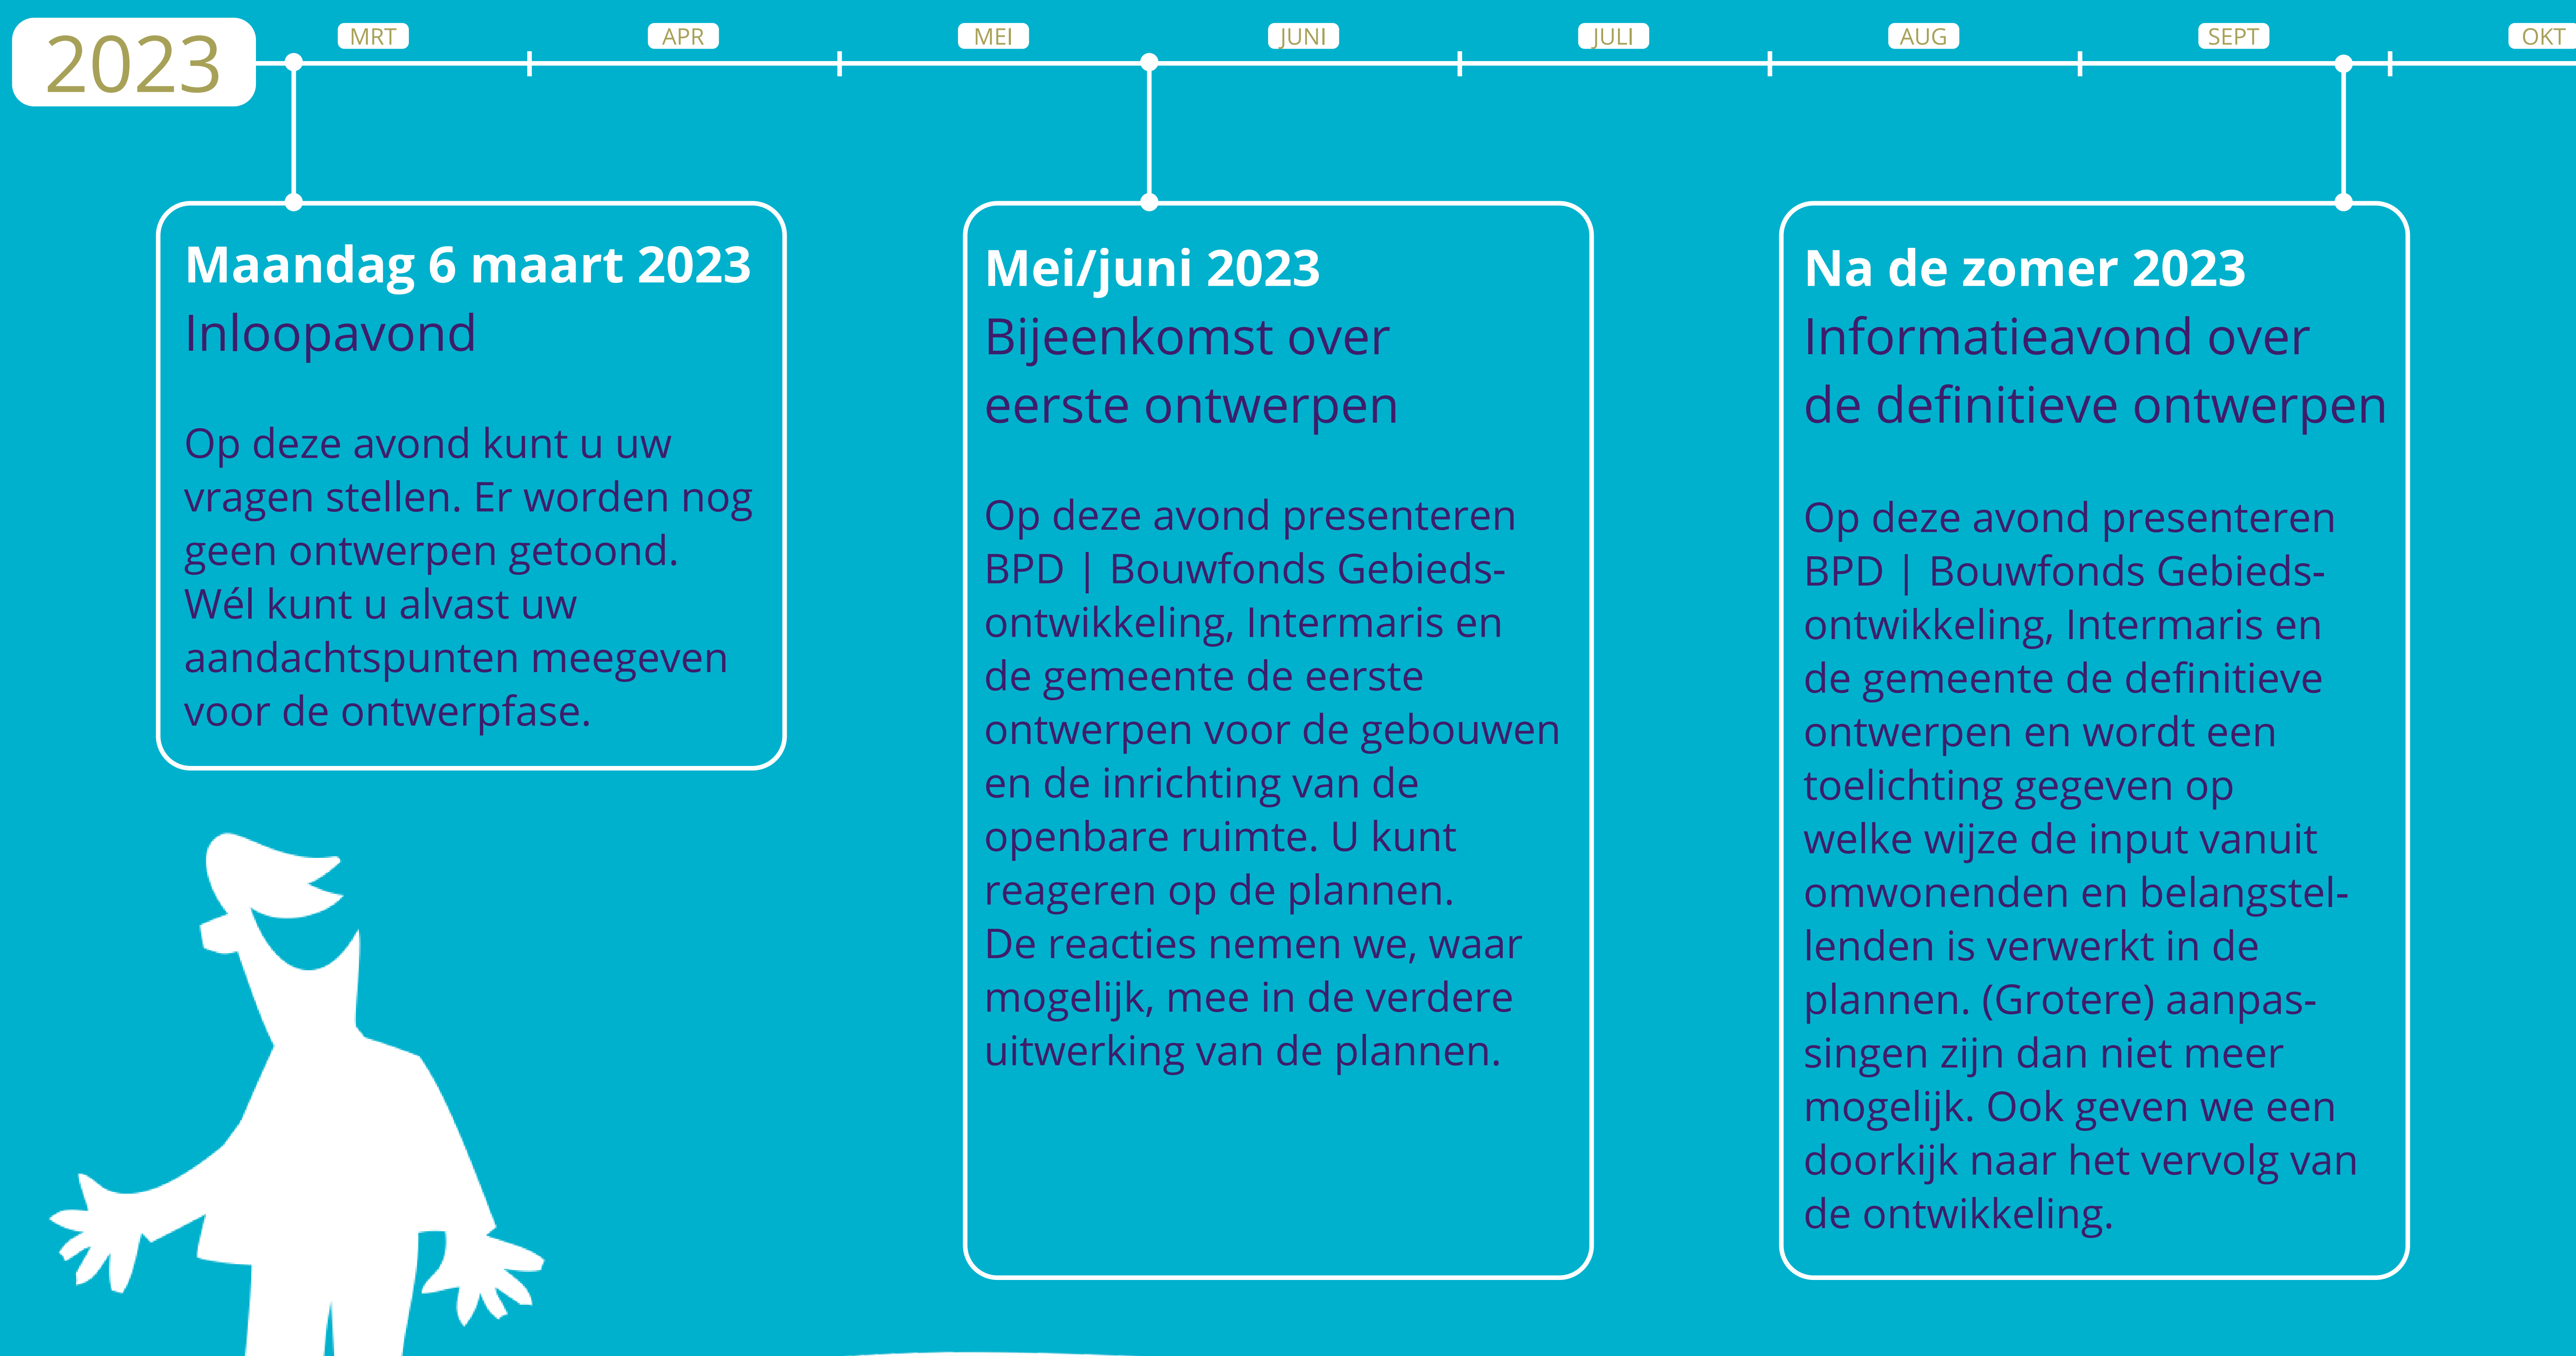 2023
MRT
APR
MEI
JUNI
JULI
AUG
SEPT
OKT
Maandag 6 maart 2023
Inloopavond
Op deze avond kunt u uw
vragen stellen. Er worden nog
geen ontwerpen getoond.
Wél kunt u alvast uw
aandachtspunten meegeven
voor de ontwerpfase.
Mei/juni 2023
Bijeenkomst over
eerste ontwerpen
Op deze avond presenteren
BPD | Bouwfonds Gebieds-
ontwikkeling, Intermaris en
de gemeente de eerste
ontwerpen voor de gebouwen
en de inrichting van de
openbare ruimte. U kunt
reageren op de plannen.
De reacties nemen we, waar
mogelijk, mee in de verdere
uitwerking van de plannen.
Na de zomer 2023
Informatieavond over
de definitieve ontwerpen
Op deze avond presenteren
BPD | Bouwfonds Gebieds-
ontwikkeling, Intermaris en
de gemeente de definitieve
ontwerpen en wordt een
toelichting gegeven op
welke wijze de input vanuit
omwonenden en belangstel-
lenden is verwerkt in de
plannen. (Grotere) aanpas-
singen zijn dan niet meer
mogelijk. Ook geven we een
doorkijk naar het vervolg van
de ontwikkeling.